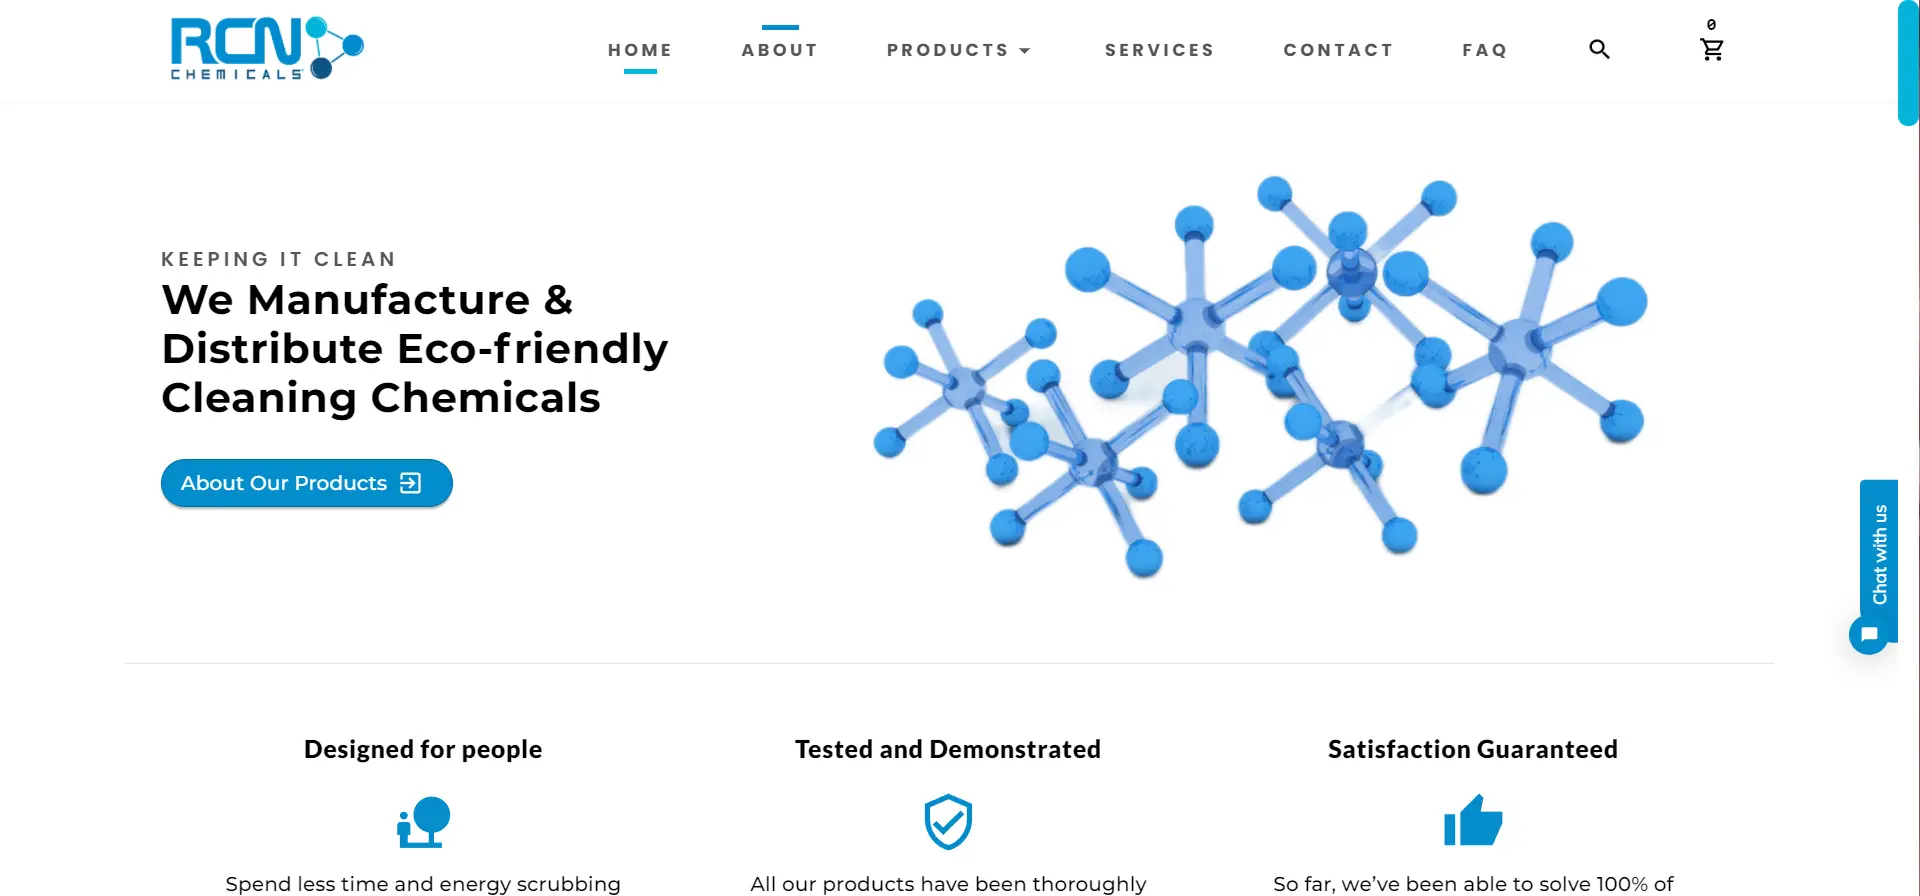 RCN
CHEMICALS
HOME
ABOUT
PRODUCTS
SERVICES
CONTACT
FAQ
0
KEEPING IT CLEAN
We Manufacture &
Distribute Eco-friendly
Cleaning Chemicals
About Our Products
Chat with us
Designed for people
Tested and Demonstrated
Satisfaction Guaranteed
Spend less time and energy scrubbing
All our products have been thoroughly
So far, we’ve been able to solve 100% of